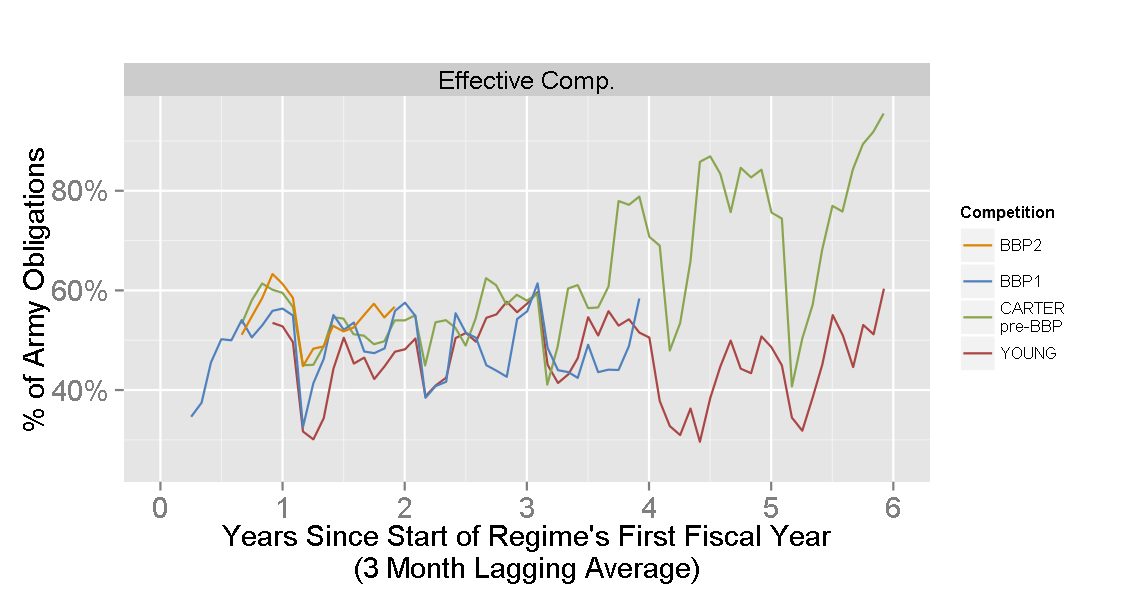 Effective Comp.
% of Army Obligations
80%
60%
40%
0 1 2 3 4 5 6
Years Since Start of Regime's First Fiscal Year
(3 Month Lagging Average)
Competition
BBP2
BBP1
CARTER
pre-BBP
YOUNG